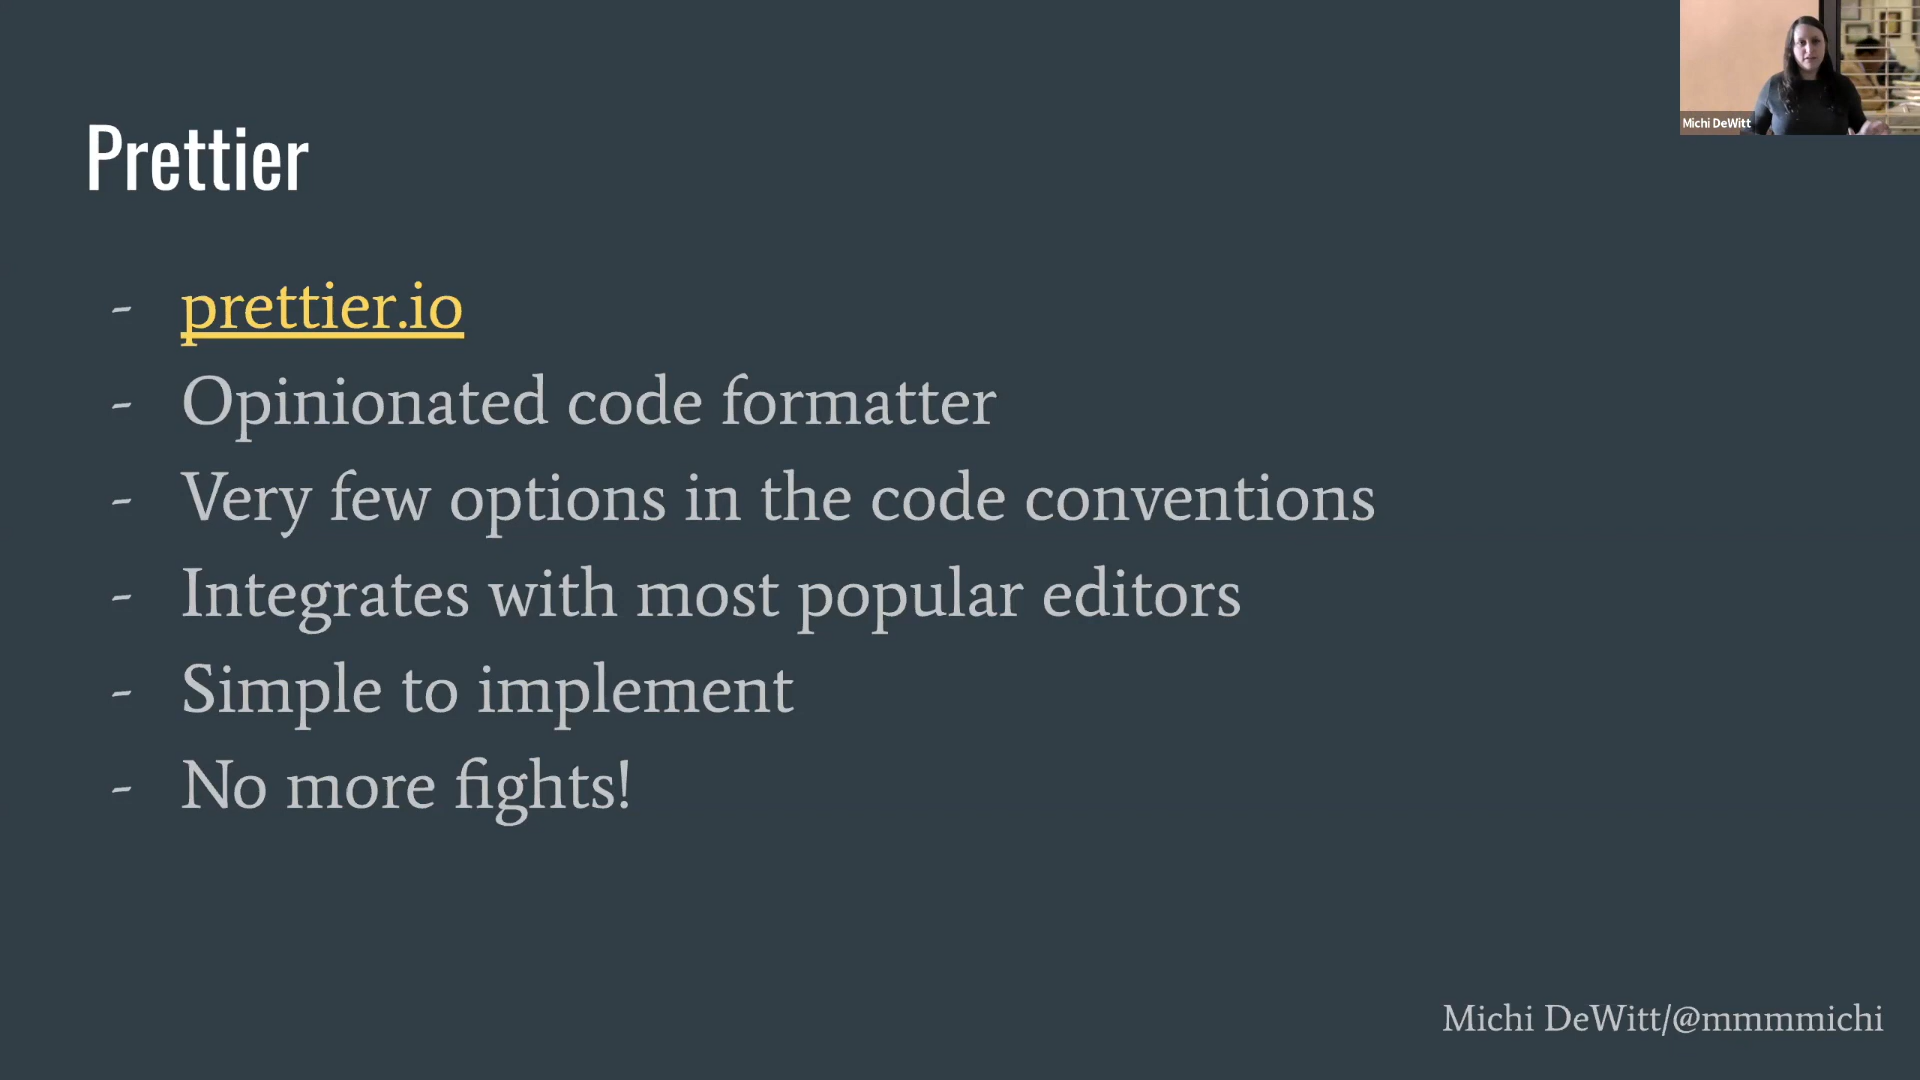 Michi DeWitt
Prettier
- prettier.io
- Opinionated code formatter
- Very few options in the code conventions
- Integrates with most popular editors
- Simple to implement
- No more fights!
Michi DeWitt/@mmmmichi